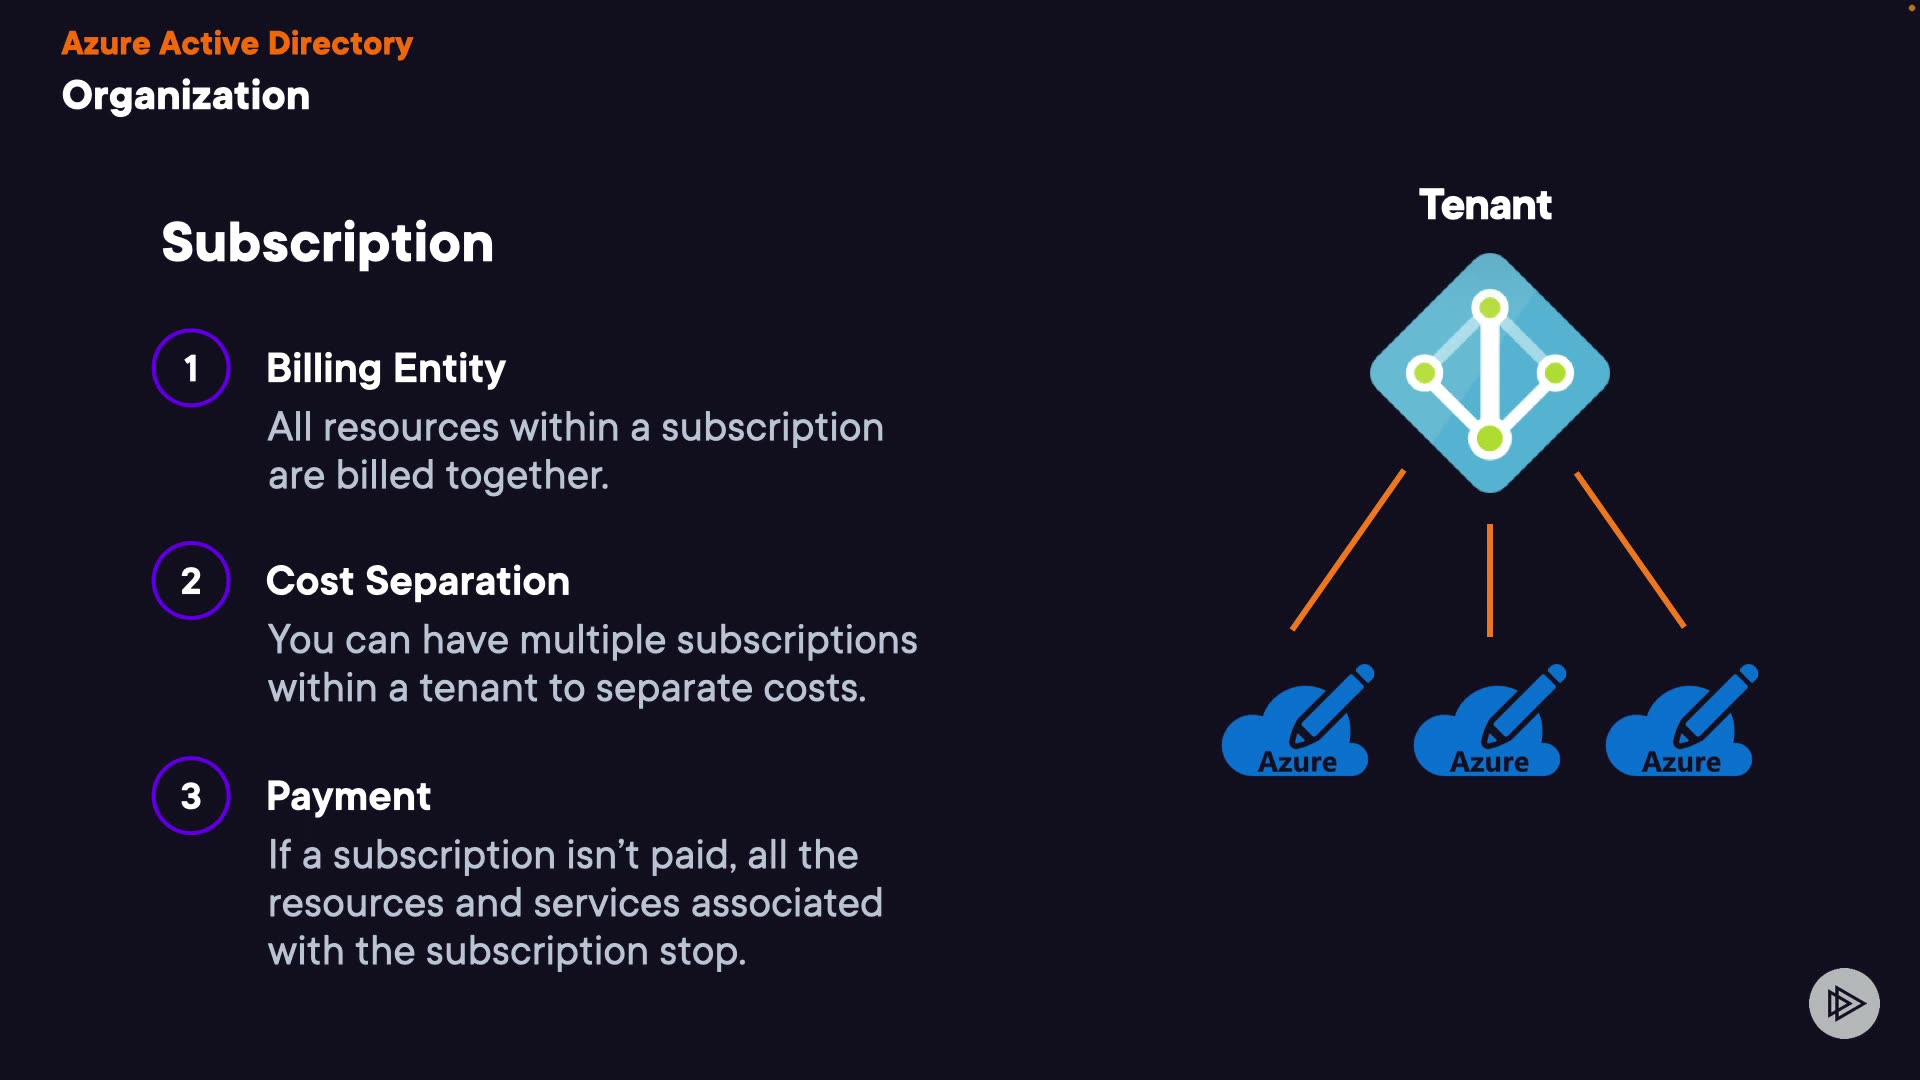 Azure Active Directory
Organization
Subscription
1
Billing Entity
All resources within a subscription
are billed together.
2
Cost Separation
You can have multiple subscriptions
within a tenant to separate costs.
3
Payment
If a subscription isn’t paid, all the
resources and services associated
with the subscription stop.
Tenant
Azure
Azure
Azure